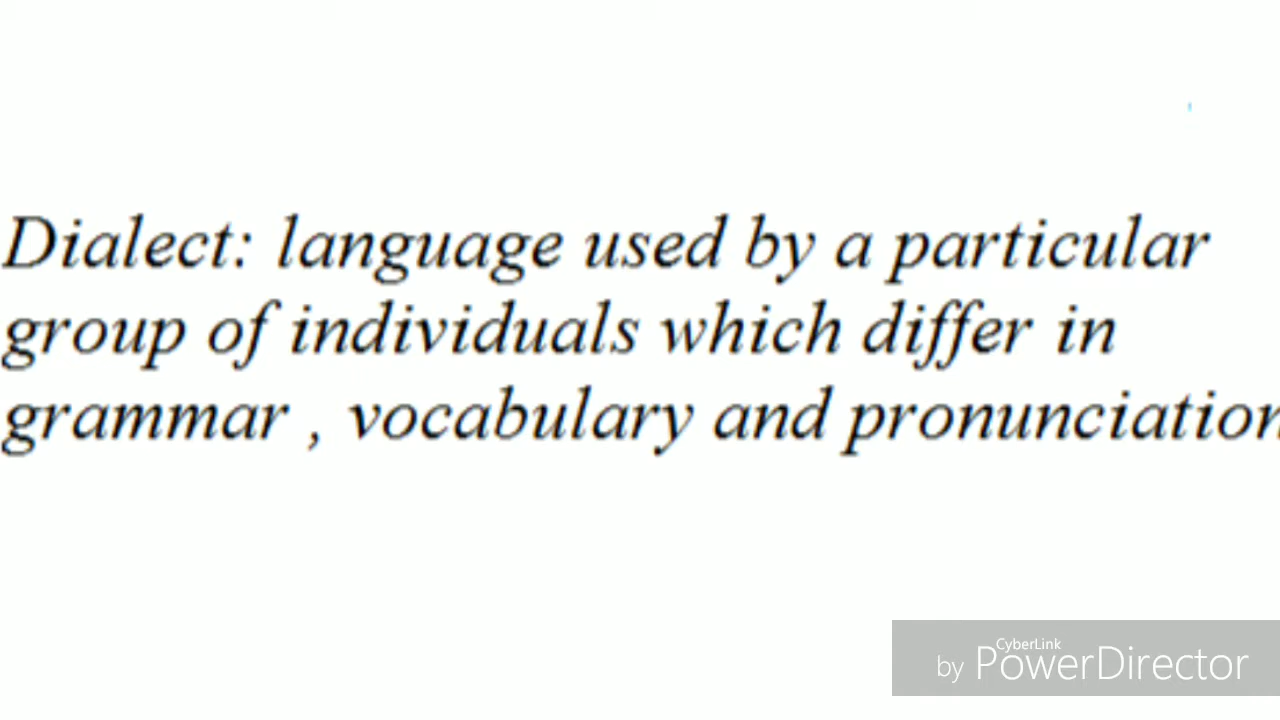 Dialect: language used by a particular
group of individuals which differ in
grammar , vocabulary and pronunciation
CyberLink
by PowerDirector